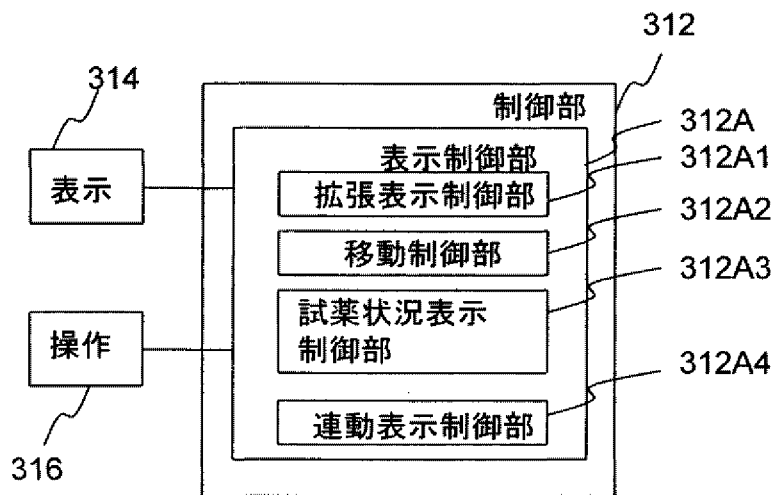 312
314
制御部
312A
表示制御部
312A1
表示
拡張表示制御部
312A2
移動制御部
312A3
試薬状況表示
制御部
操作
312A4
連動表示制御部
316